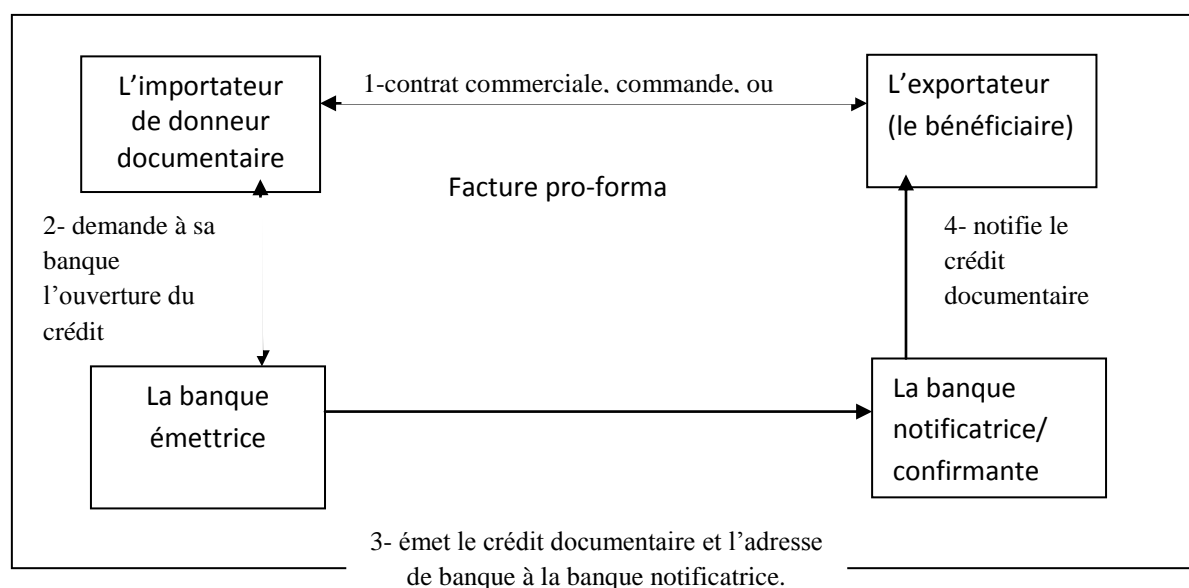 L’importateur
de donneur
documentaire
1-contrat commerciale, commande, ou
Facture pro-forma
L’exportateur
(le bénéficiaire)
2- demande à sa
banque
l’ouverture du
crédit
4- notifie le
crédit
documentaire
La banque
émettrice
La banque
notificatrice/
confirmante
3- émet le crédit documentaire et l’adresse
de banque à la banque notificatrice.